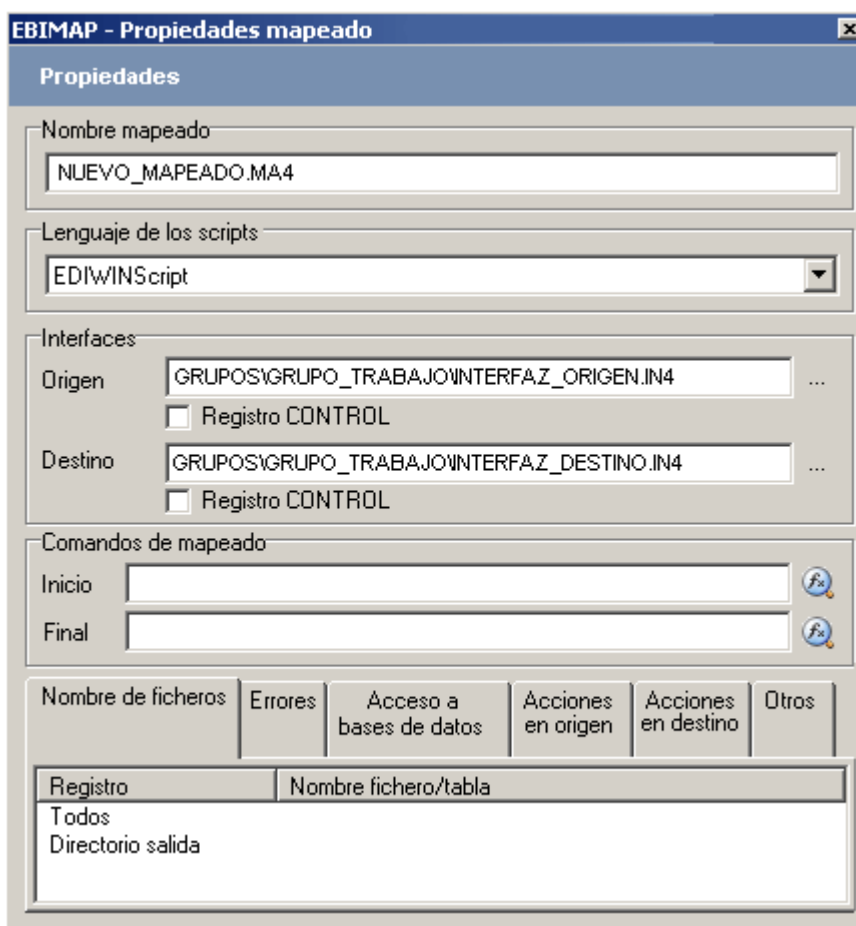 EBIMAP - Propiedades mapeado
Propiedades
Nombre mapeado
NUEVO_MAPEADO.MA4
Lenguaje de los scripts
EDIWINScript
Interfaces
Origen GRUPOS\GRUPO_TRABAJO\INTERFAZ_ORIGEN.IN4 ...
Registro CONTROL
Destino GRUPOS\GRUPO_TRABAJO\INTERFAZ_DESTINO.IN4 ...
Registro CONTROL
Comandos de mapeado
Inicio
Final
Nombre de ficheros
Errores
Acceso a
bases de datos
Acciones
en origen
Acciones
en destino
Otros
Registro Nombre fichero/tabla
Todos
Directorio salida